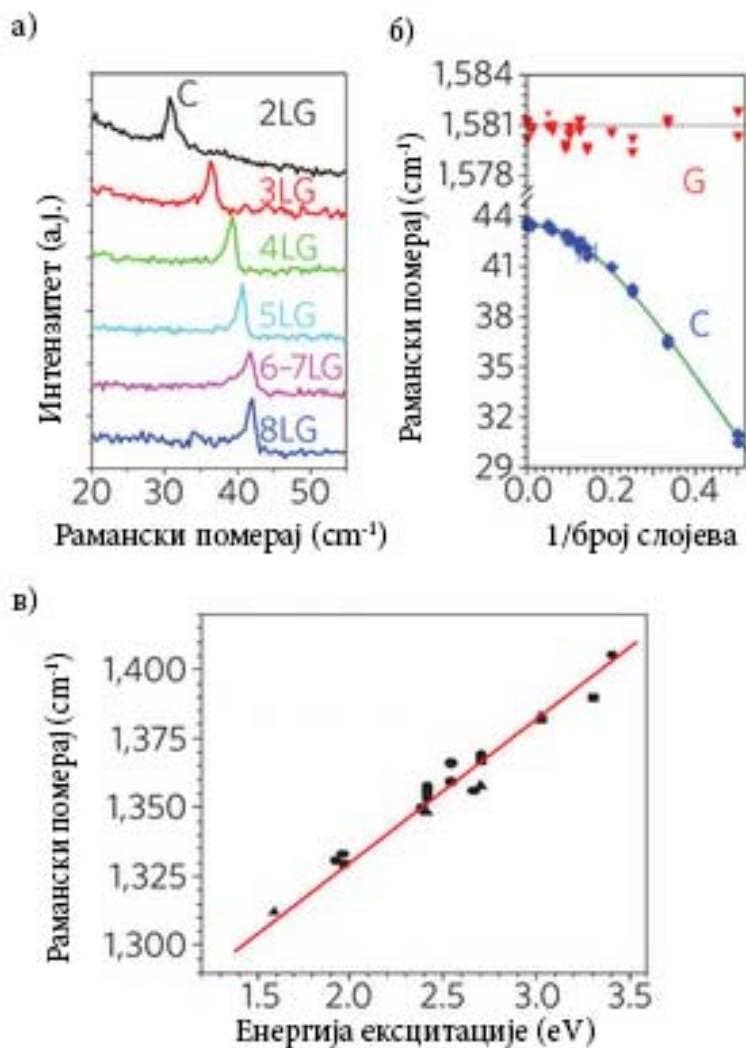 а)
C
2LG
3LG
4LG
5LG
6-7LG
8LG
Интензитет (a.j.)
20 30 40 50
Рамански померај (cm⁻¹)
б)
1,584
1,581
1,578
44
41
38
35
32
29
G
C
Рамански померај (cm⁻¹)
0.0 0.2 0.4
1/број слојева
в)
1,400
1,375
1,350
1,325
1,300
Рамански померај (cm⁻¹)
1.5 2.0 2.5 3.0 3.5
Енергија ексцитације (eV)